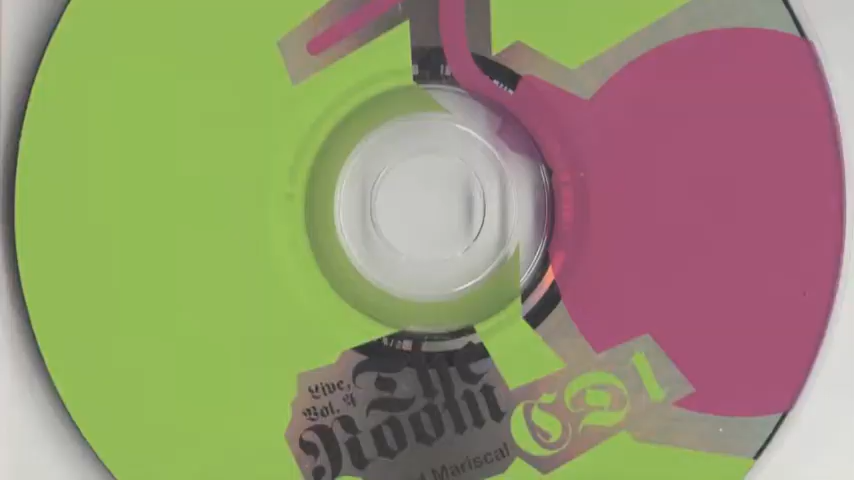 Live,
Vol. 4
The
Room
CD1
t Mariscal